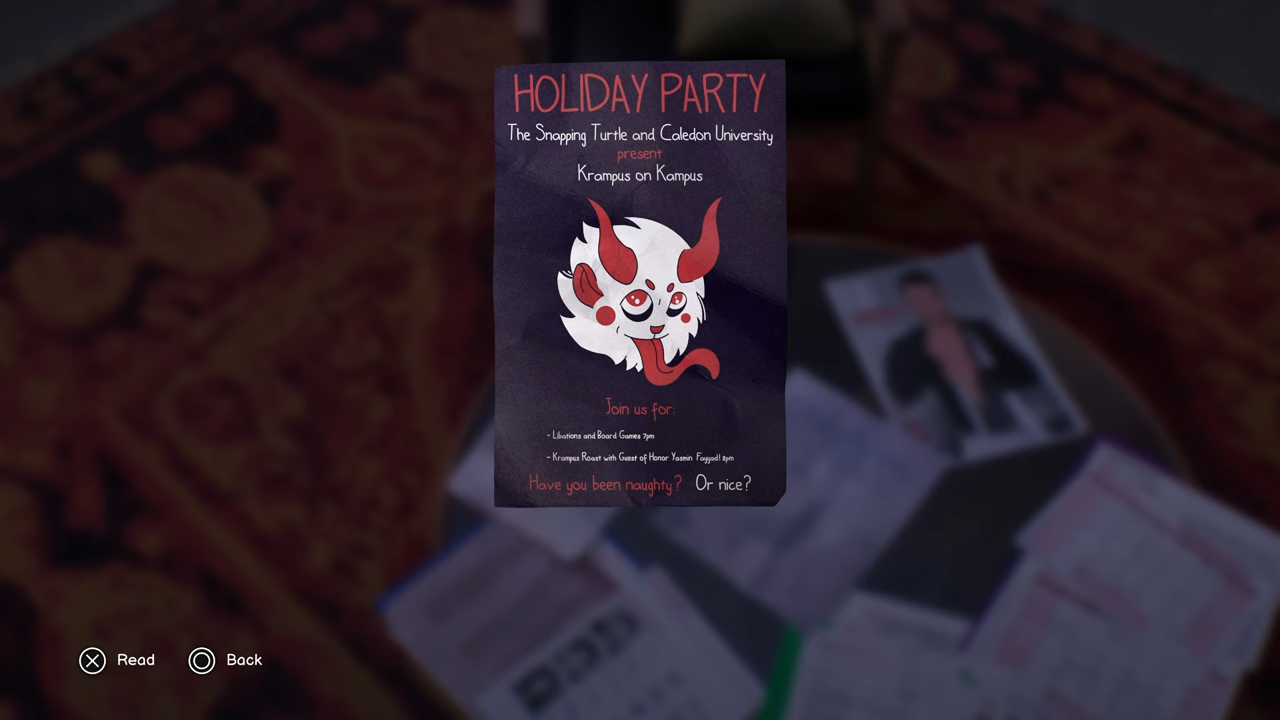 HOLIDAY PARTY
The Snapping Turtle and Caledon University
present
Krampus on Kampus
Join us for:
- Libations and Board Games 7pm
- Krampus Roast with Guest of Honor Yasmin Fayyad! 8pm
Have you been naughty? Or nice?
Read
Back